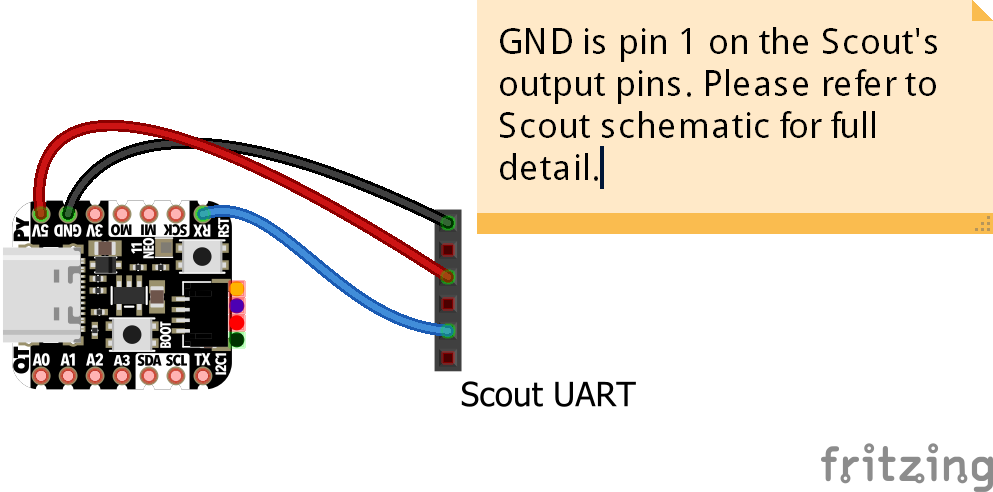 GND is pin 1 on the Scout's
output pins. Please refer to
Scout schematic for full
detail.
5V GND 3V MO MI SCK RX RST
11
NEO
BOOT
A0 A1 A2 A3 SDA SCL TX
I2C1
Scout UART
fritzing